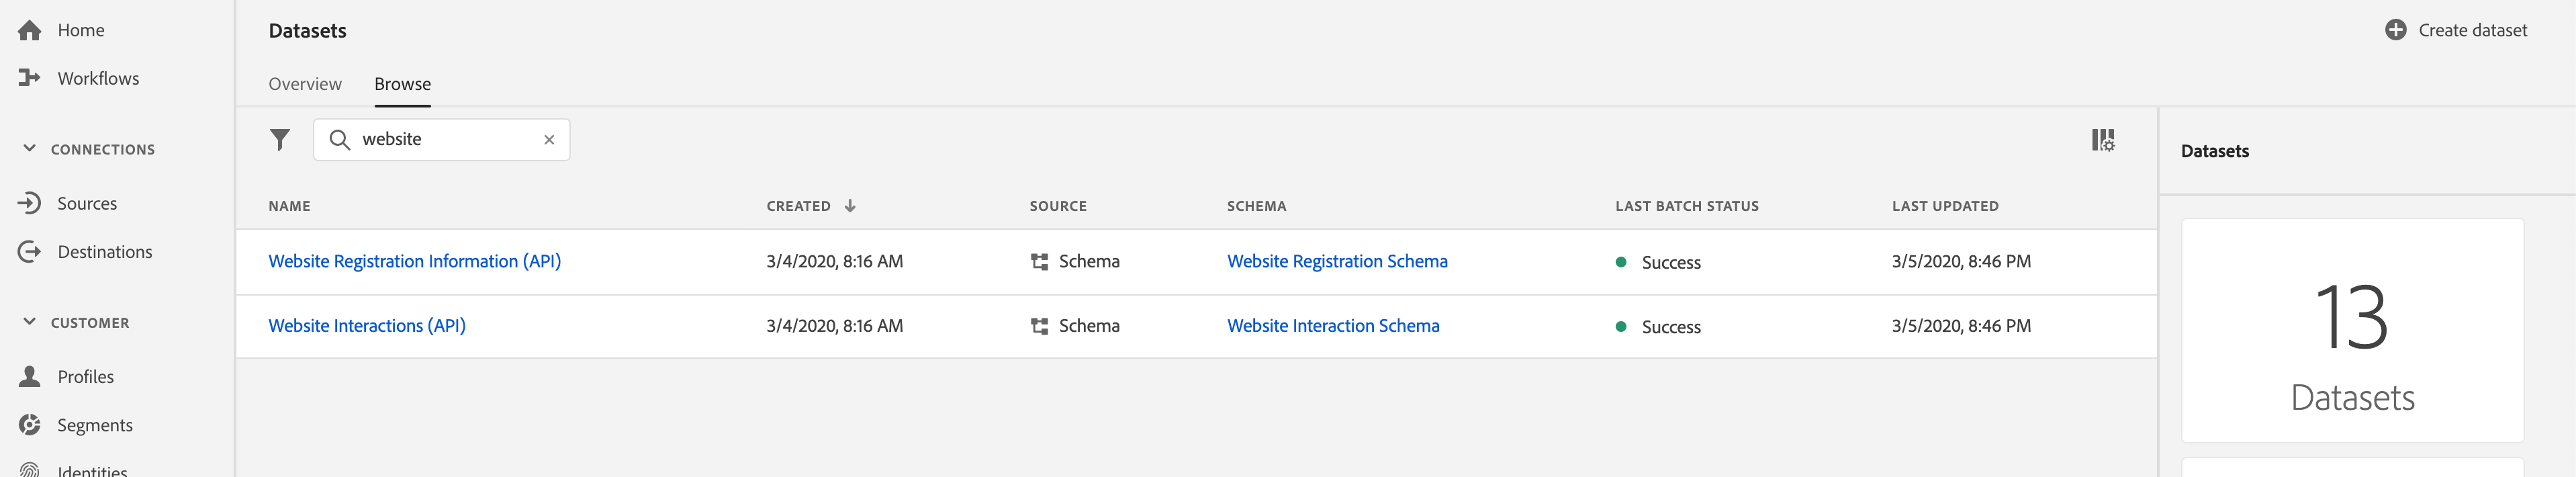 Home
Workflows
CONNECTIONS
Sources
Destinations
CUSTOMER
Profiles
Segments
Identities
Datasets
Create dataset
Overview Browse
website
NAME CREATED SOURCE SCHEMA LAST BATCH STATUS LAST UPDATED
Website Registration Information (API) 3/4/2020, 8:16 AM Schema Website Registration Schema Success 3/5/2020, 8:46 PM
Website Interactions (API) 3/4/2020, 8:16 AM Schema Website Interaction Schema Success 3/5/2020, 8:46 PM
Datasets
13
Datasets